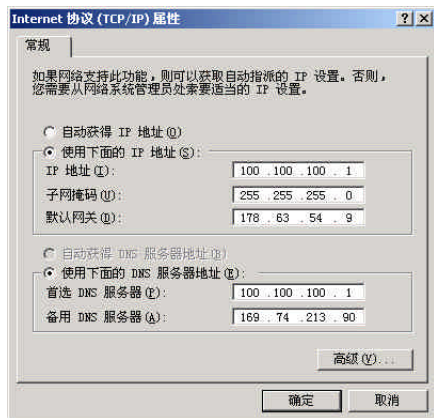 Internet 协议 (TCP/IP) 属性
常规
如果网络支持此功能，则可以获取自动指派的 IP 设置。否则，
您需要从网络系统管理员处索要适当的 IP 设置。
自动获得 IP 地址(O)
使用下面的 IP 地址(S):
IP 地址(I): 100 .100 .100 . 1
子网掩码(U): 255 .255 .255 . 0
默认网关(D): 178 . 63 . 54 . 9
自动获得 DNS 服务器地址(B)
使用下面的 DNS 服务器地址(E):
首选 DNS 服务器(P): 100 .100 .100 . 1
备用 DNS 服务器(A): 169 . 74 .213 . 90
高级(V)...
确定 取消